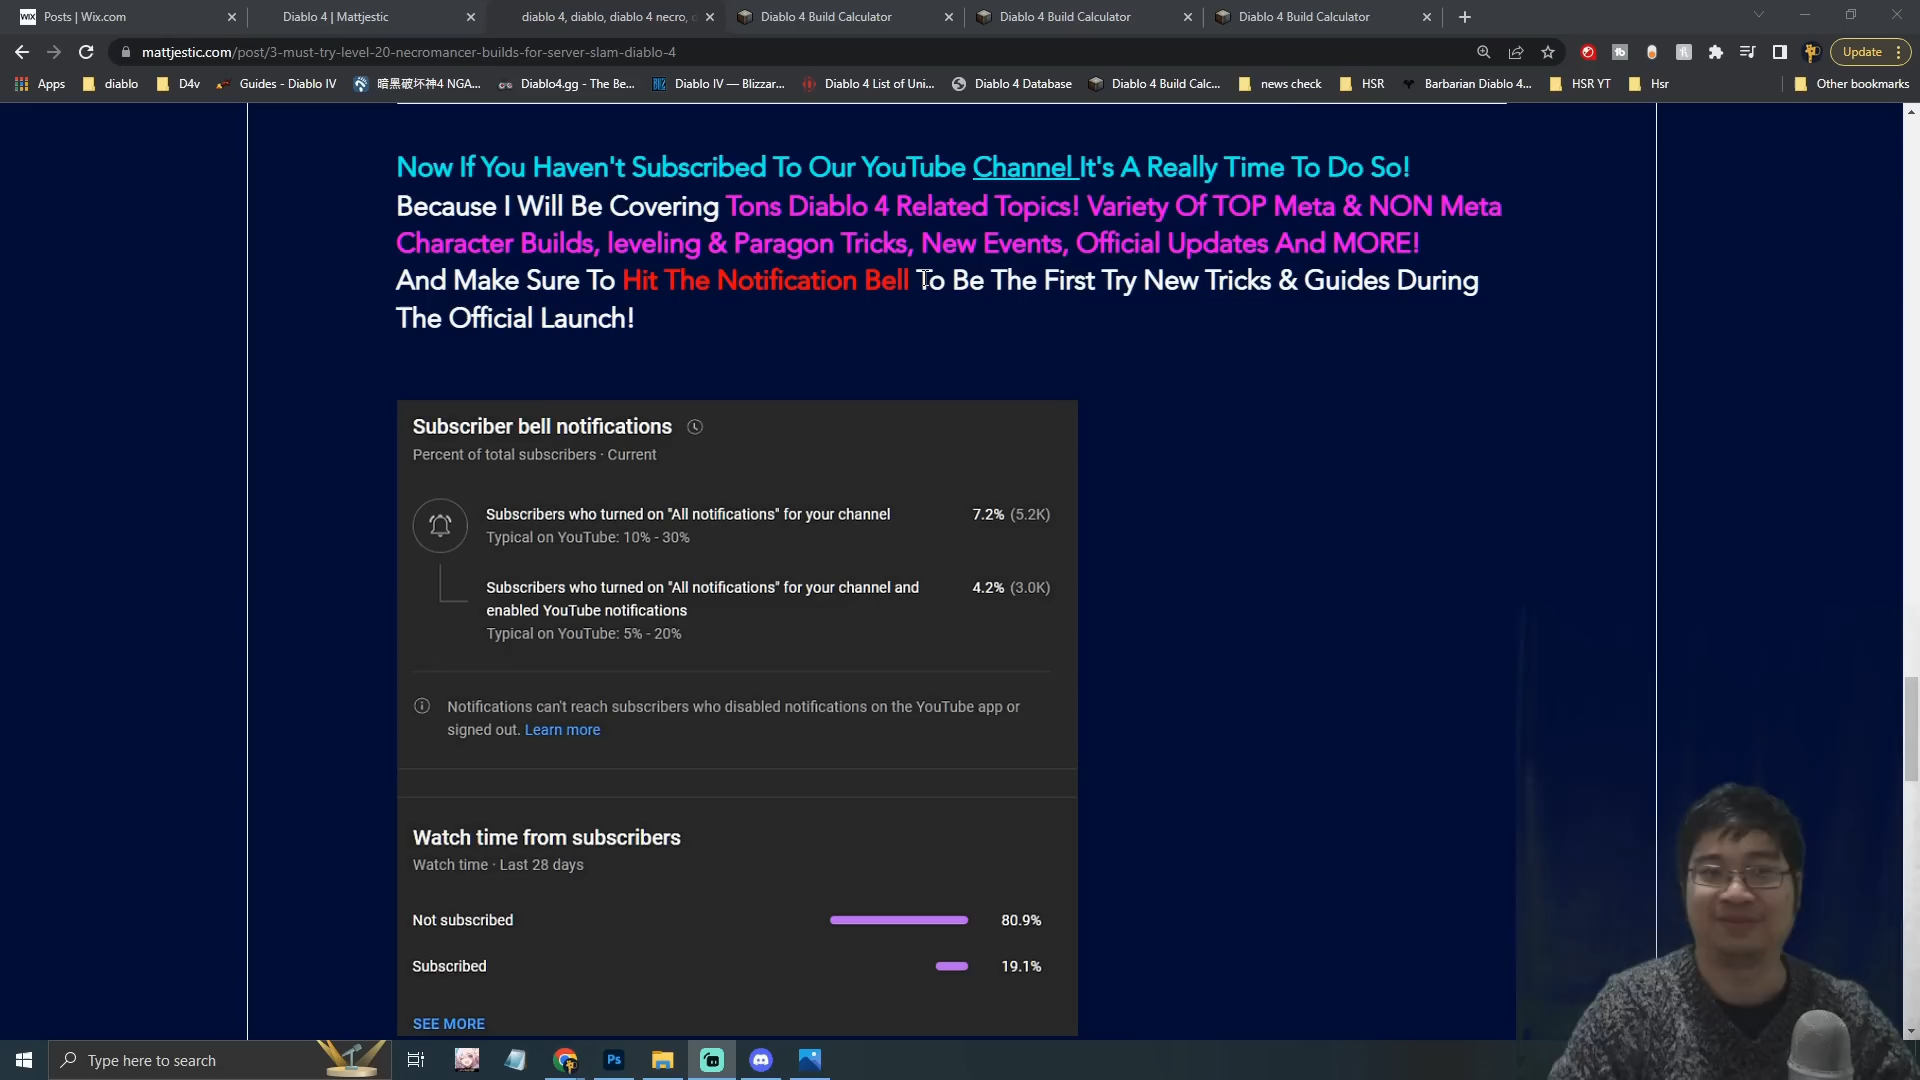 Posts | Wix.com
Diablo 4 | Mattjestic
diablo 4, diablo, diablo 4 necro,
Diablo 4 Build Calculator
Diablo 4 Build Calculator
Diablo 4 Build Calculator
mattjestic.com/post/3-must-try-level-20-necromancer-builds-for-server-slam-diablo-4
Update
Apps
diablo
D4v
Guides - Diablo IV
暗黑破坏神4 NGA...
Diablo4.gg - The Be...
Diablo IV — Blizzar...
Diablo 4 List of Uni...
Diablo 4 Database
Diablo 4 Build Calc...
news check
HSR
Barbarian Diablo 4...
HSR YT
Hsr
Other bookmarks
Now If You Haven't Subscribed To Our YouTube Channel It's A Really Time To Do So!
Because I Will Be Covering Tons Diablo 4 Related Topics! Variety Of TOP Meta & NON Meta
Character Builds, leveling & Paragon Tricks, New Events, Official Updates And MORE!
And Make Sure To Hit The Notification Bell To Be The First Try New Tricks & Guides During
The Official Launch!
Subscriber bell notifications
Percent of total subscribers · Current
Subscribers who turned on "All notifications" for your channel 7.2% (5.2K)
Typical on YouTube: 10% - 30%
Subscribers who turned on "All notifications" for your channel and 4.2% (3.0K)
enabled YouTube notifications
Typical on YouTube: 5% - 20%
Notifications can't reach subscribers who disabled notifications on the YouTube app or
signed out. Learn more
Watch time from subscribers
Watch time · Last 28 days
Not subscribed 80.9%
Subscribed 19.1%
SEE MORE
Type here to search
Ps